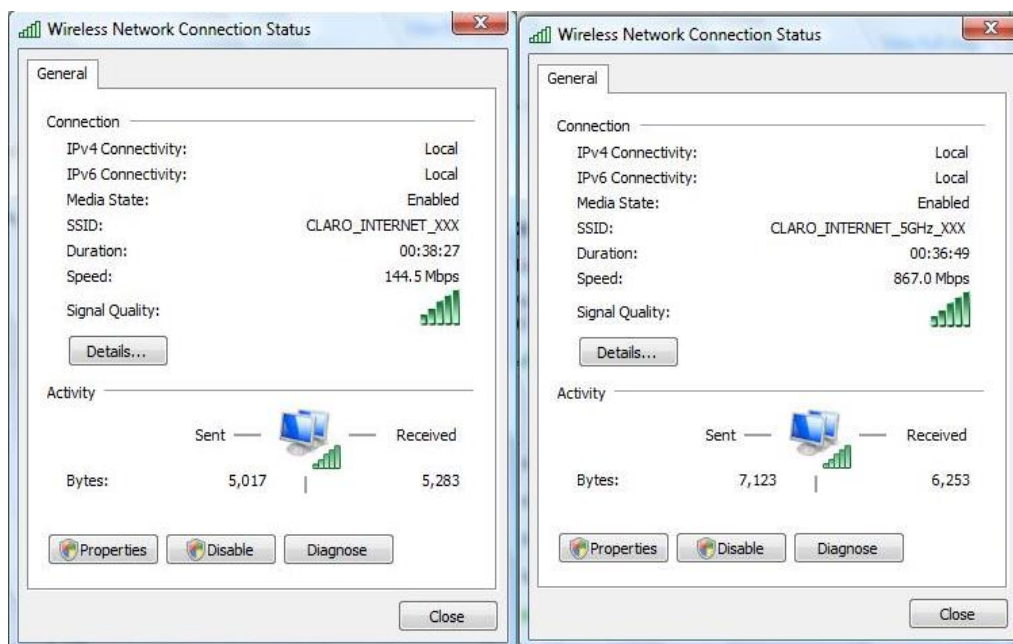 Wireless Network Connection Status
General
Connection
IPv4 Connectivity: Local
IPv6 Connectivity: Local
Media State: Enabled
SSID: CLARO_INTERNET_XXX
Duration: 00:38:27
Speed: 144.5 Mbps
Signal Quality:
Details...
Activity
Sent — — Received
Bytes: 5,017 | 5,283
Properties Disable Diagnose
Close
Wireless Network Connection Status
General
Connection
IPv4 Connectivity: Local
IPv6 Connectivity: Local
Media State: Enabled
SSID: CLARO_INTERNET_5GHz_XXX
Duration: 00:36:49
Speed: 867.0 Mbps
Signal Quality:
Details...
Activity
Sent — — Received
Bytes: 7,123 | 6,253
Properties Disable Diagnose
Close